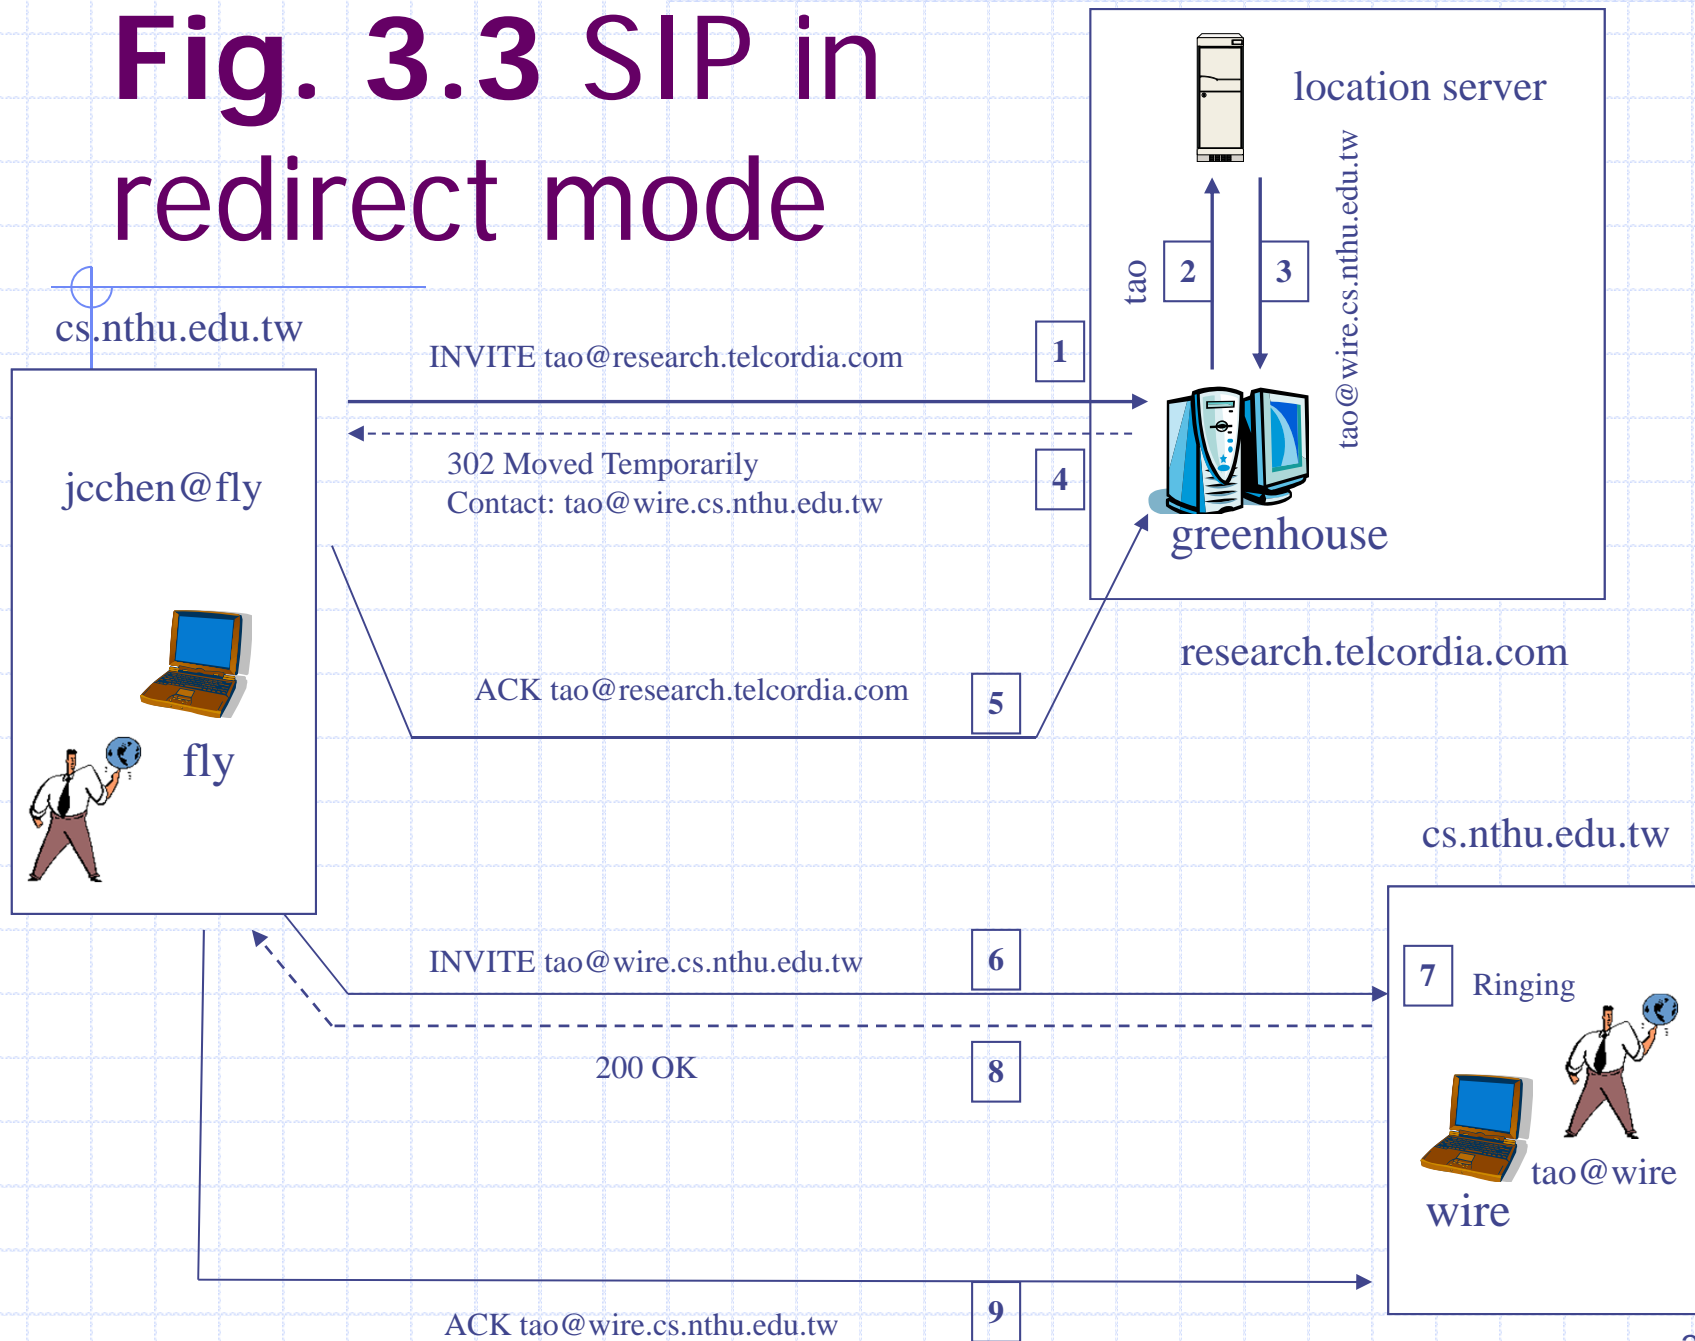 Fig. 3.3 SIP in
redirect mode
location server
tao
2
3
tao@wire.cs.nthu.edu.tw
cs.nthu.edu.tw
INVITE tao@research.telcordia.com
1
302 Moved Temporarily
Contact: tao@wire.cs.nthu.edu.tw
4
jcchen@fly
greenhouse
research.telcordia.com
ACK tao@research.telcordia.com
5
fly
cs.nthu.edu.tw
INVITE tao@wire.cs.nthu.edu.tw
6
7
Ringing
200 OK
8
tao@wire
wire
ACK tao@wire.cs.nthu.edu.tw
9